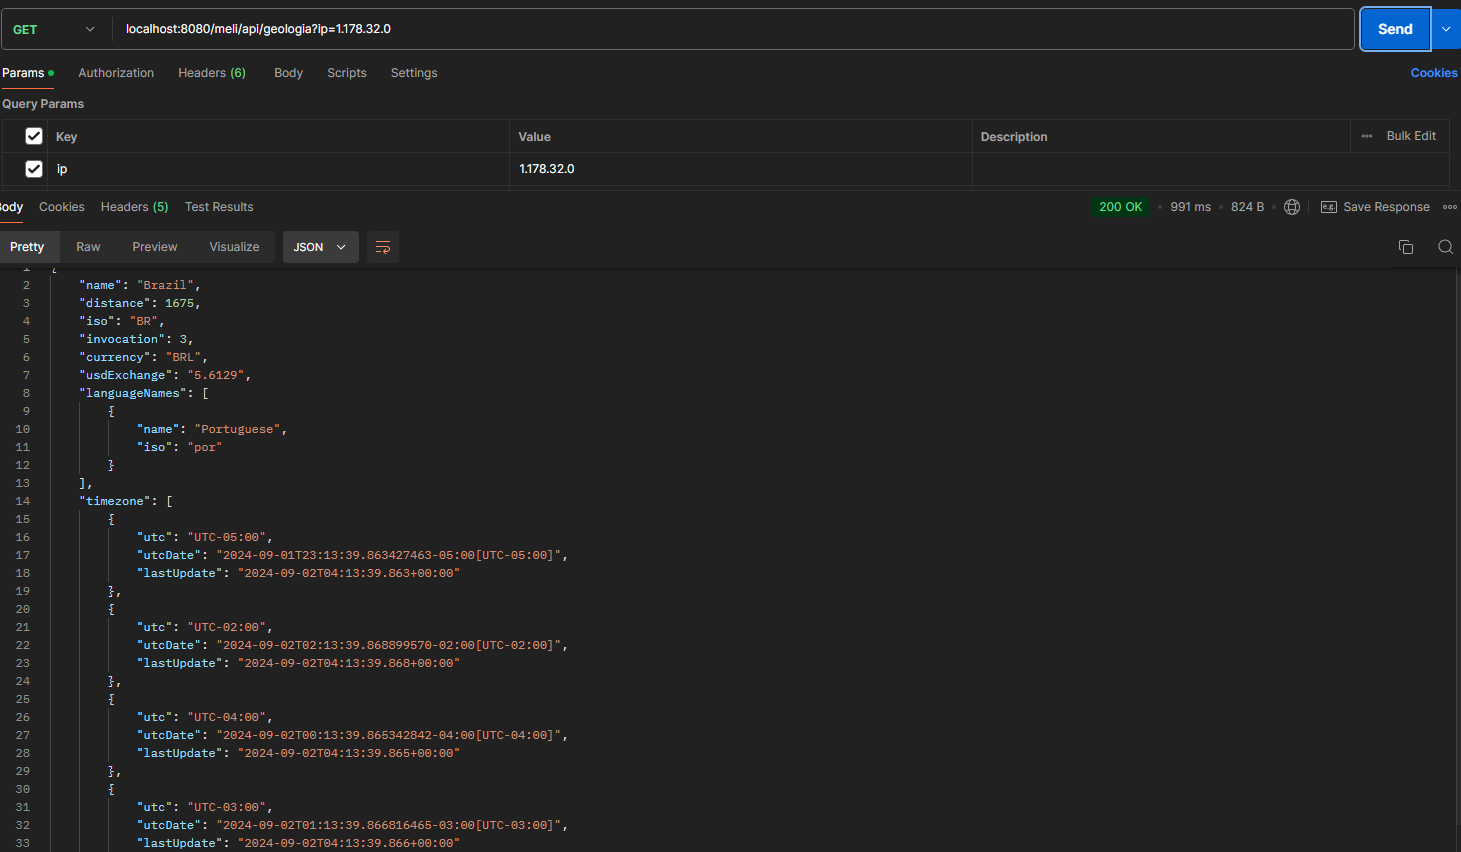 GET localhost:8080/meli/api/geologia?ip=1.178.32.0 Send
Params Authorization Headers (6) Body Scripts Settings Cookies
Query Params
Key Value Description Bulk Edit
ip 1.178.32.0
Body Cookies Headers (5) Test Results 200 OK 991 ms 824 B e.g. Save Response
Pretty Raw Preview Visualize JSON
1 {
2 "name": "Brazil",
3 "distance": 1675,
4 "iso": "BR",
5 "invocation": 3,
6 "currency": "BRL",
7 "usdExchange": "5.6129",
8 "languageNames": [
9 {
10 "name": "Portuguese",
11 "iso": "por"
12 }
13 ],
14 "timezone": [
15 {
16 "utc": "UTC-05:00",
17 "utcDate": "2024-09-01T23:13:39.863427463-05:00[UTC-05:00]",
18 "lastUpdate": "2024-09-02T04:13:39.863+00:00"
19 },
20 {
21 "utc": "UTC-02:00",
22 "utcDate": "2024-09-02T02:13:39.868899570-02:00[UTC-02:00]",
23 "lastUpdate": "2024-09-02T04:13:39.868+00:00"
24 },
25 {
26 "utc": "UTC-04:00",
27 "utcDate": "2024-09-02T00:13:39.865342842-04:00[UTC-04:00]",
28 "lastUpdate": "2024-09-02T04:13:39.865+00:00"
29 },
30 {
31 "utc": "UTC-03:00",
32 "utcDate": "2024-09-02T01:13:39.866816465-03:00[UTC-03:00]",
33 "lastUpdate": "2024-09-02T04:13:39.866+00:00"